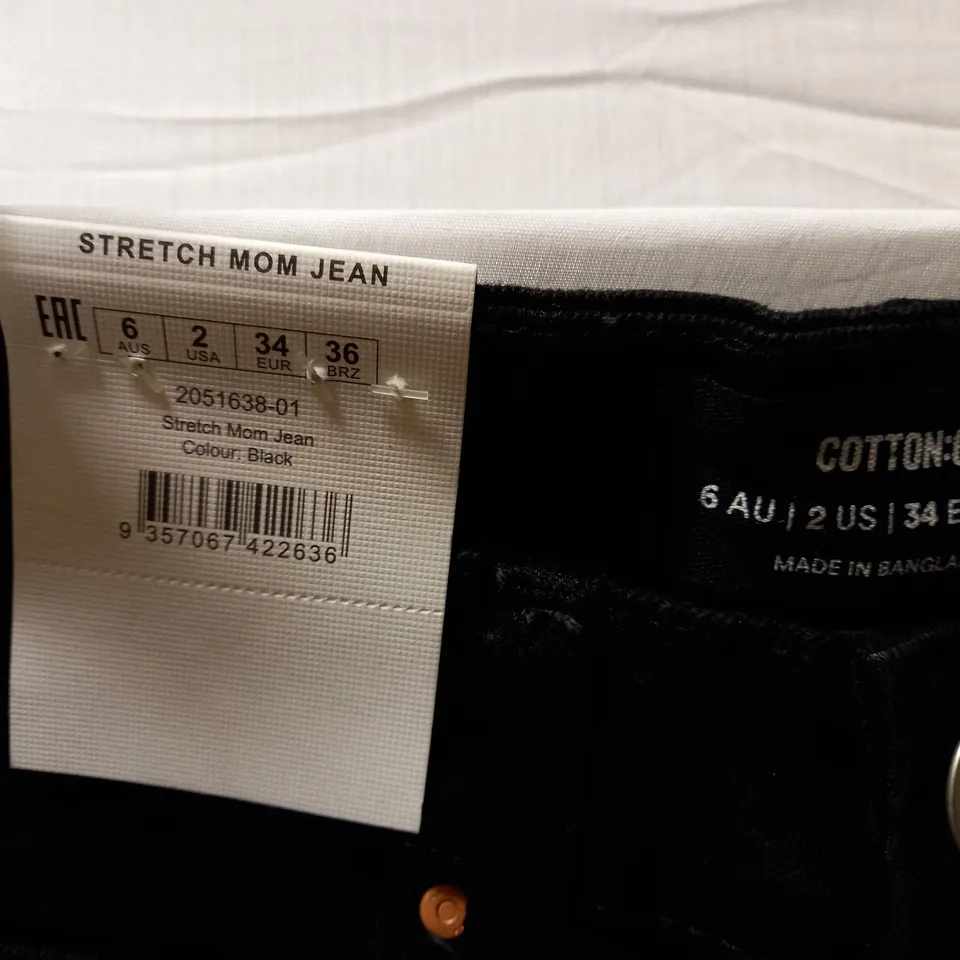 STRETCH MOM JEAN
EAC
6 2 34 36
AUS USA EUR BRZ
2051638-01
Stretch Mom Jean
Colour: Black
9 357067 422636
COTTON:
6 AU | 2 US | 34 E
MADE IN BANGLA